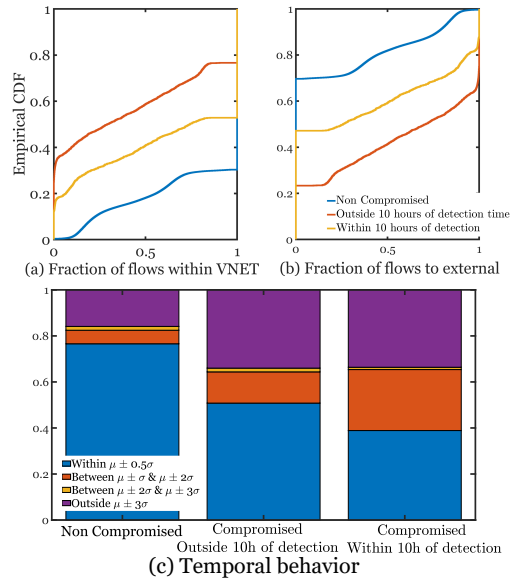 1
0.8
0.6
0.4
0.2
0
Empirical CDF
0
0.5
1
(a) Fraction of flows within VNET
1
0.8
0.6
0.4
0.2
0
Non Compromised
Outside 10 hours of detection time
Within 10 hours of detection
0
0.5
1
(b) Fraction of flows to external
1
0.8
0.6
0.4
0.2
0
Within μ ± 0.5σ
Between μ ± σ & μ ± 2σ
Between μ ± 2σ & μ ± 3σ
Outside μ ± 3σ
Non Compromised
Compromised
Outside 10h of detection
Compromised
Within 10h of detection
(c) Temporal behavior